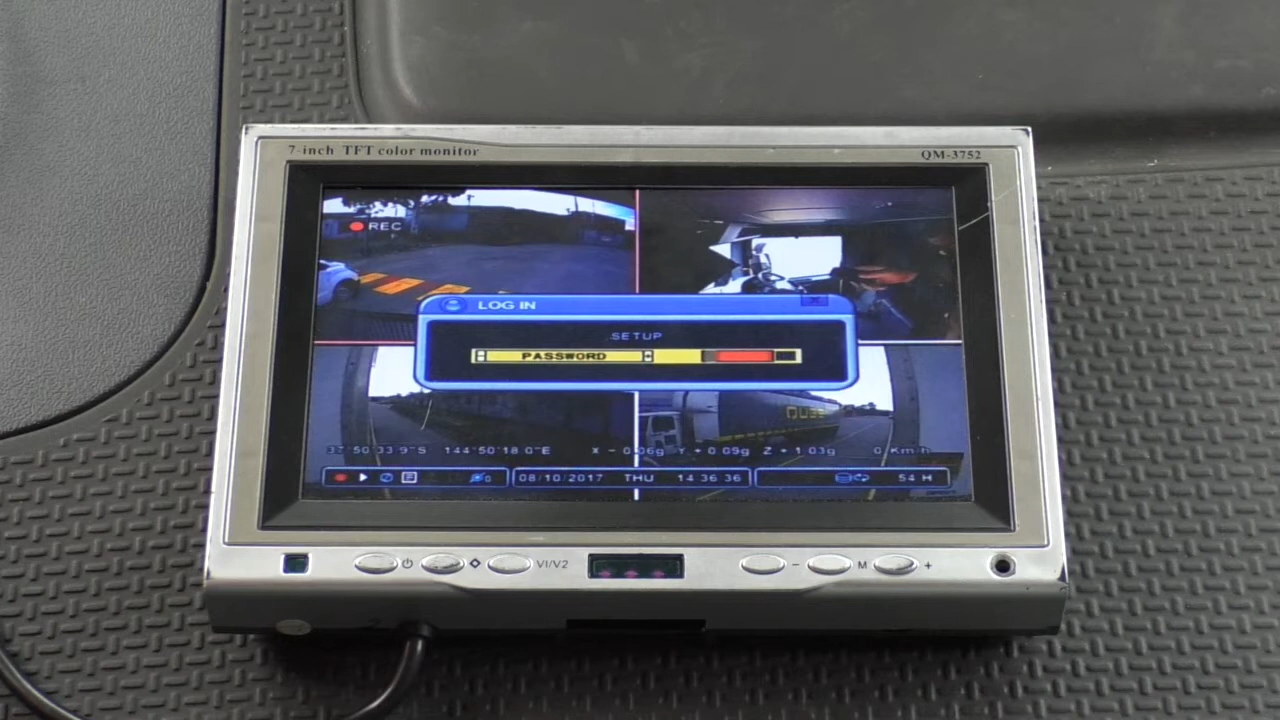 7-inch TFT color monitor QM-3752
REC
LOG IN
SETUP
PASSWORD
37°50'33.9"S 144°50'18.0"E X - 0.06g Y + 0.09g Z + 1.03g 0 Km/h
08/10/2017 THU 14:36:36 54 H
V1/V2 - M +